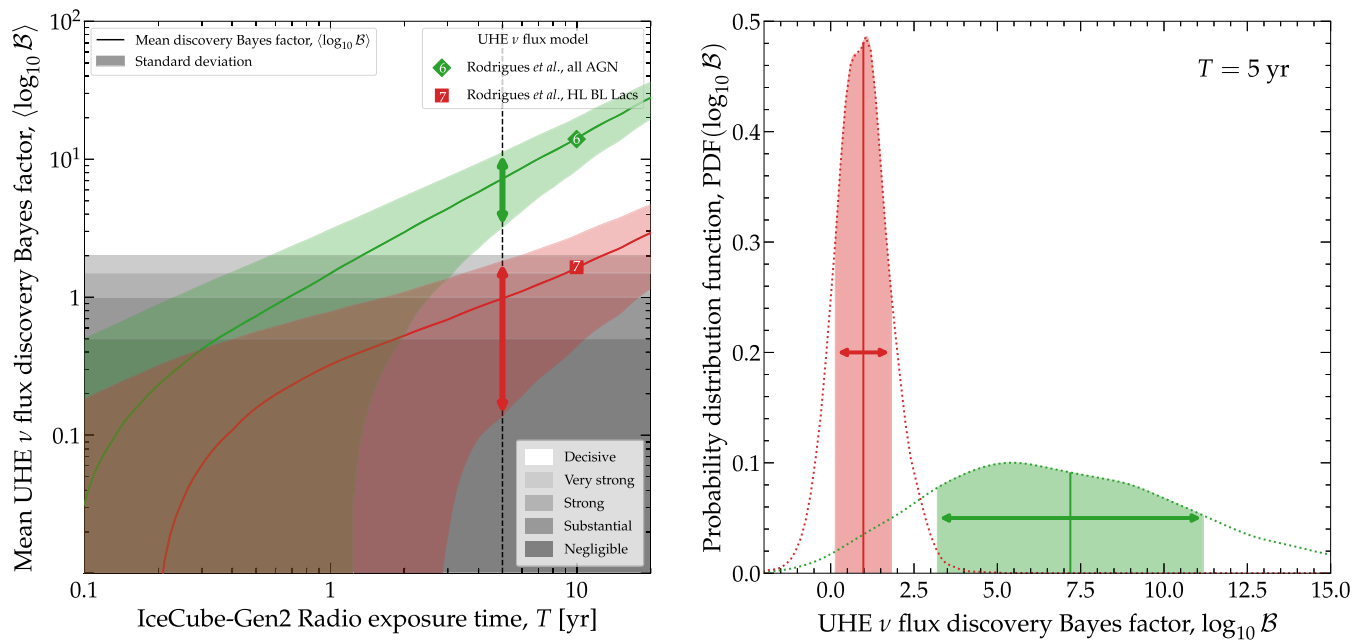 Mean UHE ν flux discovery Bayes factor, ⟨log₁₀ ℬ⟩
10²
10¹
1
0.1
Mean discovery Bayes factor, ⟨log₁₀ ℬ⟩
Standard deviation
UHE ν flux model
6 Rodrigues et al., all AGN
7 Rodrigues et al., HL BL Lacs
6
7
Decisive
Very strong
Strong
Substantial
Negligible
0.1 1 10
IceCube-Gen2 Radio exposure time, T [yr]
Probability distribution function, PDF(log₁₀ ℬ)
0.5
0.4
0.3
0.2
0.1
0.0
T = 5 yr
0.0 2.5 5.0 7.5 10.0 12.5 15.0
UHE ν flux discovery Bayes factor, log₁₀ ℬ